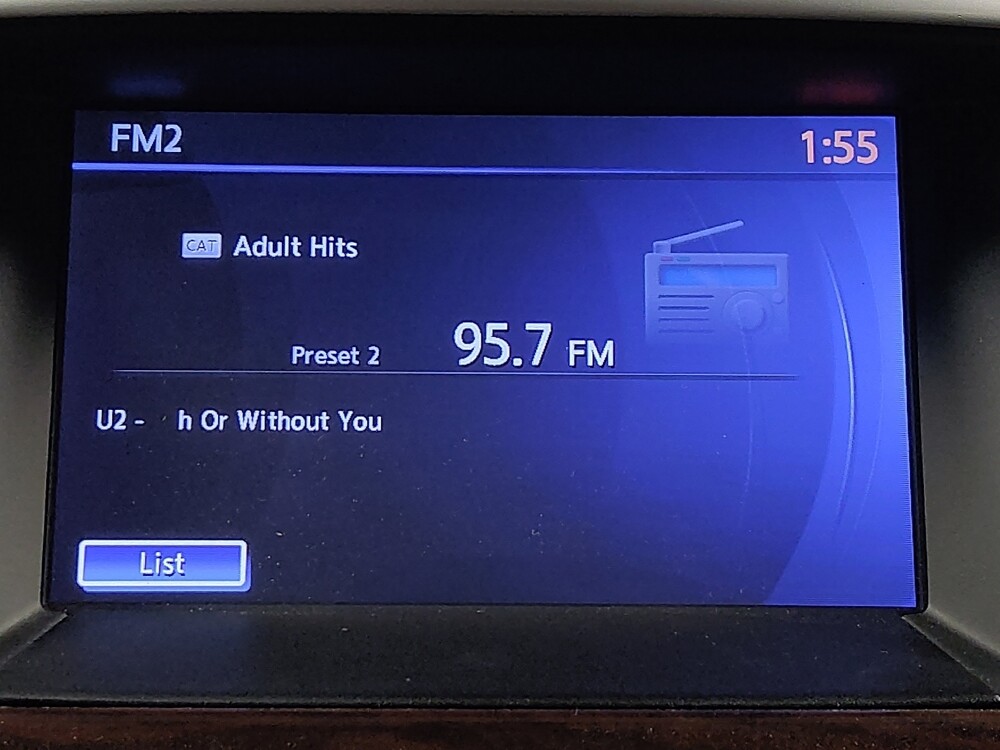 FM2
1:55
CAT Adult Hits
Preset 2 95.7 FM
U2 - h Or Without You
List